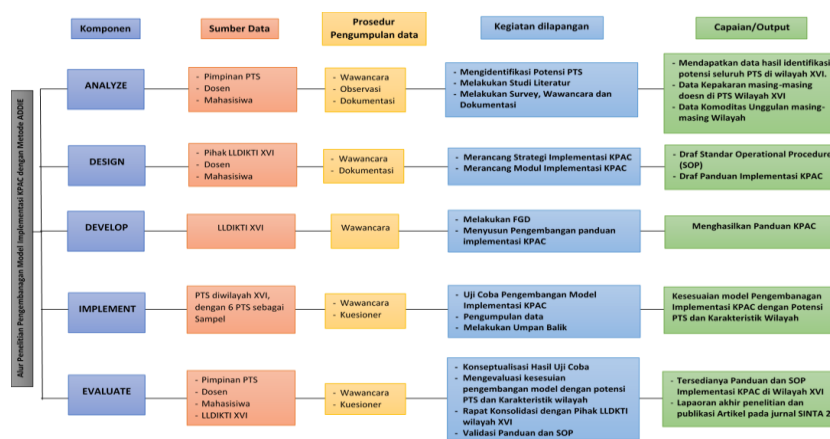 Komponen
Sumber Data
Prosedur
Pengumpulan data
Kegiatan dilapangan
Capaian/Output
Alur Penelitian Pengembanagan Model Implementasi KPAC dengan Metode ADDIE
ANALYZE
- Pimpinan PTS
- Dosen
- Mahasisiwa
- Wawancara
- Observasi
- Dokumentasi
- Mengidentifikasi Potensi PTS
- Melakukan Studi Literatur
- Melakukan Survey, Wawancara dan
Dokumentasi
- Mendapatkan data hasil identifikasi
potensi seluruh PTS di wilayah XVI.
- Data Kepakaran masing-masing
doesn di PTS Wilayah XVI
- Data Komoditas Unggulan masing-
masing Wilayah
DESIGN
- Pihak LLDIKTI XVI
- Dosen
- Mahasisiwa
- Wawancara
- Dokumentasi
- Merancang Strategi Implementasi KPAC
- Merancang Modul Implementasi KPAC
- Draf Standar Operational Procedure
(SOP)
- Draf Panduan Implementasi KPAC
DEVELOP
LLDIKTI XVI
Wawancara
- Melakukan FGD
- Menyusun Pengembangan panduan
implementasi KPAC
Menghasilkan Panduan KPAC
IMPLEMENT
PTS diwilayah XVI,
dengan 6 PTS sebagai
Sampel
- Wawancara
- Kuesioner
- Uji Coba Pengembangan Model
Implementasi KPAC
- Pengumpulan data
- Melakukan Umpan Balik
Kesesuaian model Pengembanagan
Implementasi KPAC dengan Potensi
PTS dan Karakteristik Wilayah
EVALUATE
- Pimpinan PTS
- Dosen
- Mahasisiwa
- LLDIKTI XVI
- Wawancara
- Kuesioner
- Konseptualisasi Hasil Uji Coba
- Mengevaluasi kesesuian
pengembangan model dengan potensi
PTS dan Karakteristik wilayah
- Rapat Konsolidasi dengan Pihak LLDKTI
wilayah XVI
- Validasi Panduan dan SOP
- Tersedianya Panduan dan SOP
Implementasi KPAC di Wilayah XVI
- Lapaoran akhir penelitian dan
publikasi Artikel pada jurnal SINTA 2